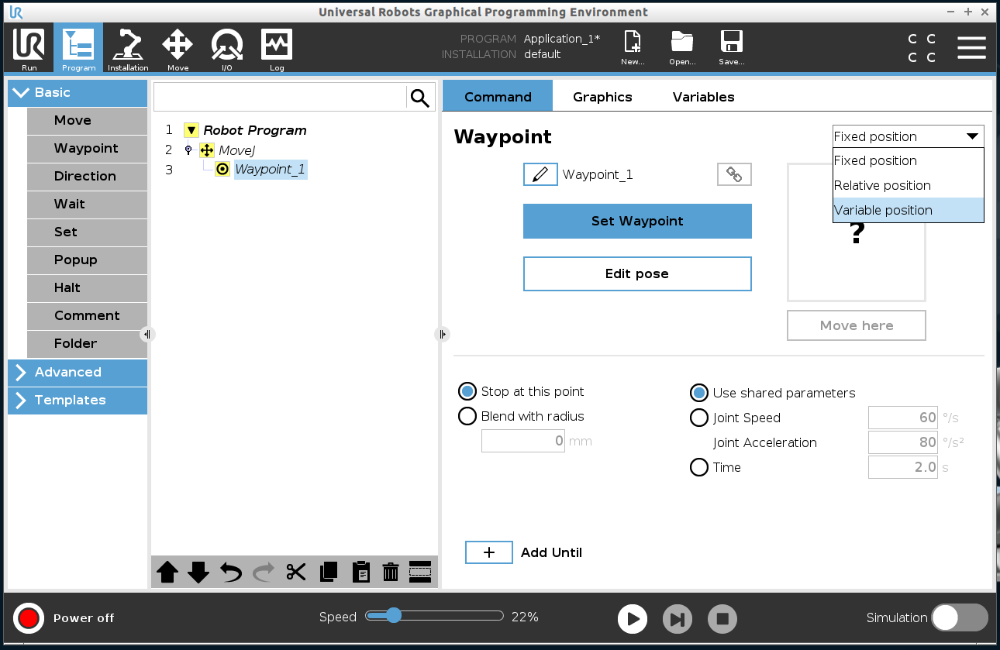 UR Universal Robots Graphical Programming Environment
UR
Run
Program
Installation
Move
I/O
Log
PROGRAM Application_1*
INSTALLATION default
New...
Open...
Save...
C C
C C
Basic
Move
Waypoint
Direction
Wait
Set
Popup
Halt
Comment
Folder
Advanced
Templates
1 Robot Program
2 MoveJ
3 Waypoint_1
Command Graphics Variables
Waypoint
Fixed position
Fixed position
Relative position
Variable position
Waypoint_1
Set Waypoint
Edit pose
?
Move here
Stop at this point
Blend with radius
0 mm
Use shared parameters
Joint Speed 60 °/s
Joint Acceleration 80 °/s²
Time 2.0 s
+ Add Until
Power off
Speed 22%
Simulation